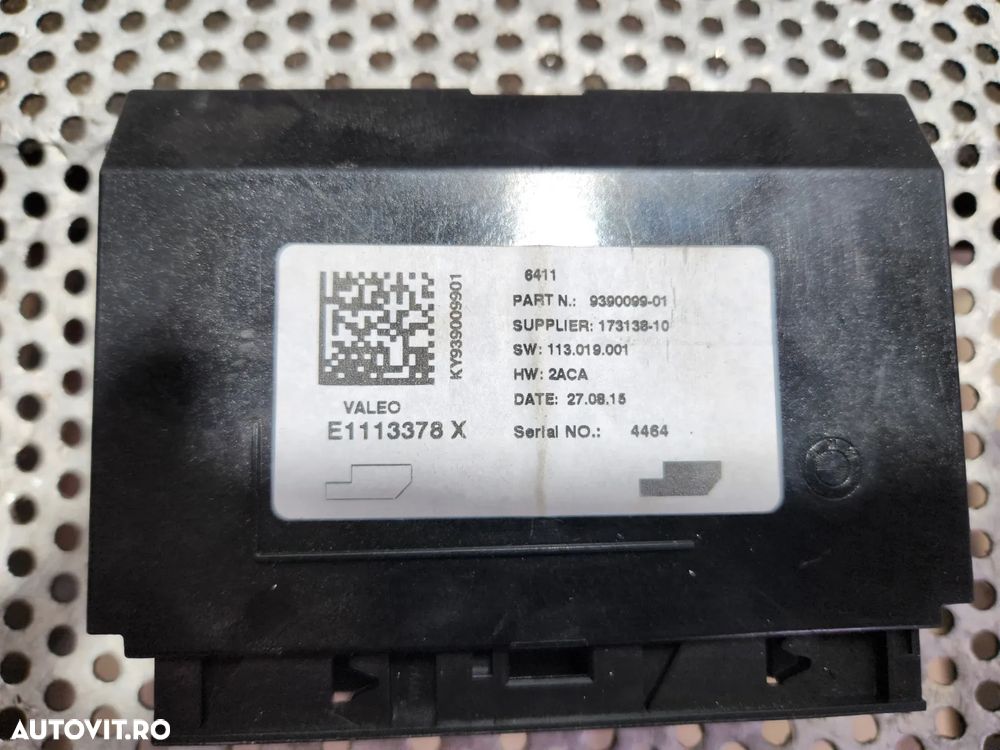 6411
PART N.: 9390099-01
SUPPLIER: 173138-10
SW: 113.019.001
HW: 2ACA
DATE: 27.08.15
Serial NO.: 4464
KY939009901
VALEO
E1113378 X
AUTOVIT.RO